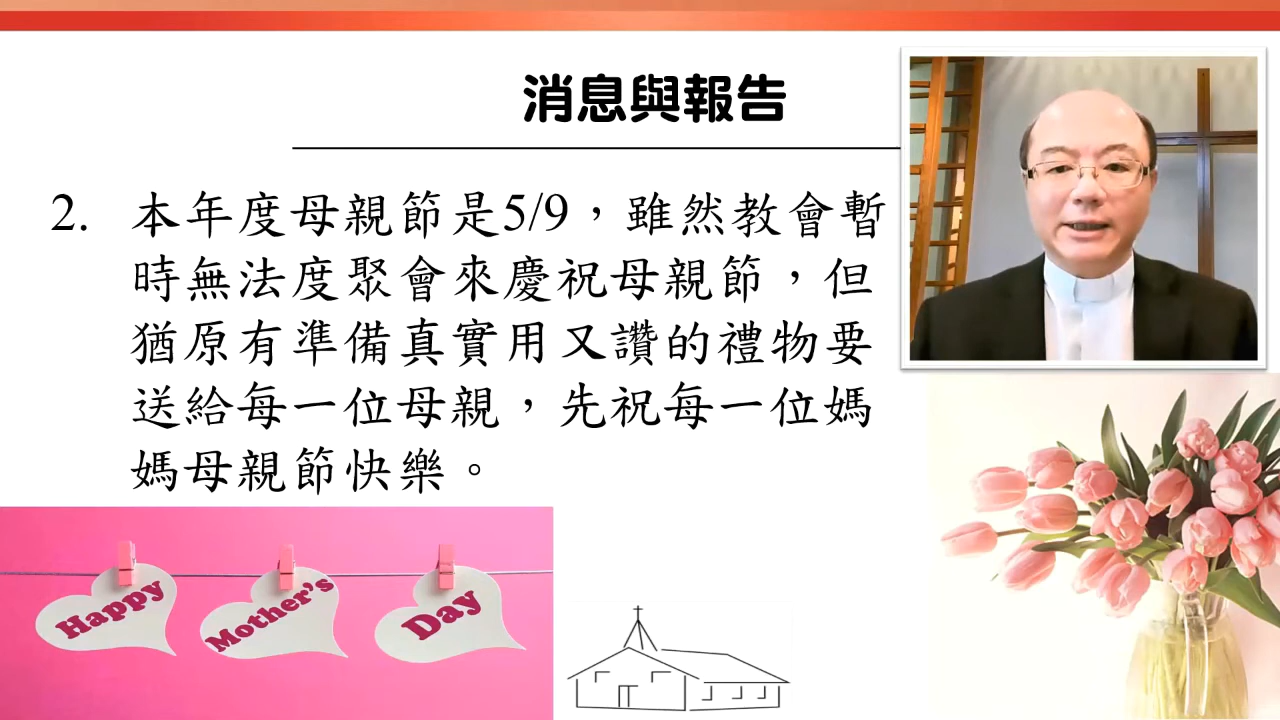 消息與報告
2. 本年度母親節是5/9，雖然教會暫
時無法度聚會來慶祝母親節，但
猶原有準備真實用又讚的禮物要
送給每一位母親，先祝每一位媽
媽母親節快樂。
Happy Mother's Day